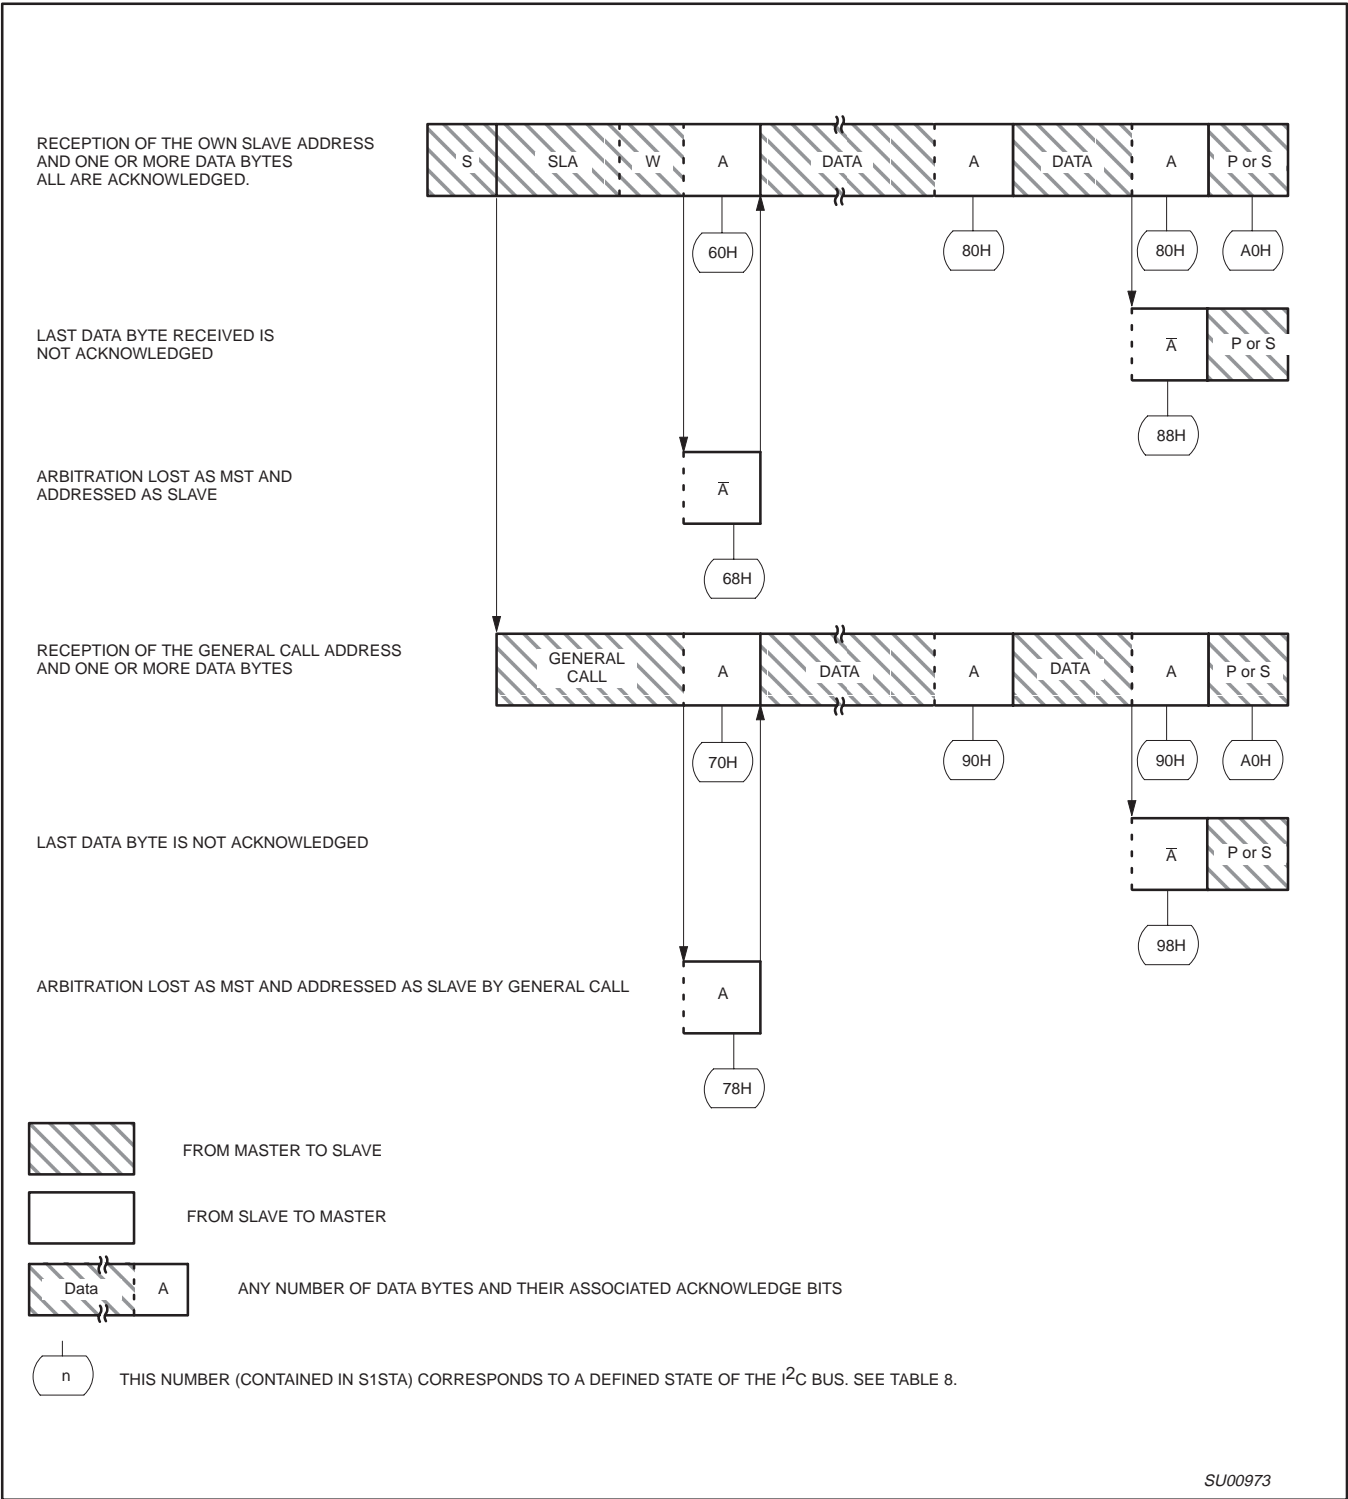 RECEPTION OF THE OWN SLAVE ADDRESS
AND ONE OR MORE DATA BYTES
ALL ARE ACKNOWLEDGED.
S SLA W A DATA A DATA A P or S
60H 80H 80H A0H
LAST DATA BYTE RECEIVED IS
NOT ACKNOWLEDGED
A̅ P or S
88H
ARBITRATION LOST AS MST AND
ADDRESSED AS SLAVE
A̅
68H
RECEPTION OF THE GENERAL CALL ADDRESS
AND ONE OR MORE DATA BYTES
GENERAL
CALL
A DATA A DATA A P or S
70H 90H 90H A0H
LAST DATA BYTE IS NOT ACKNOWLEDGED
A̅ P or S
98H
ARBITRATION LOST AS MST AND ADDRESSED AS SLAVE BY GENERAL CALL
A
78H
FROM MASTER TO SLAVE
FROM SLAVE TO MASTER
Data A ANY NUMBER OF DATA BYTES AND THEIR ASSOCIATED ACKNOWLEDGE BITS
n THIS NUMBER (CONTAINED IN S1STA) CORRESPONDS TO A DEFINED STATE OF THE I²C BUS. SEE TABLE 8.
SU00973